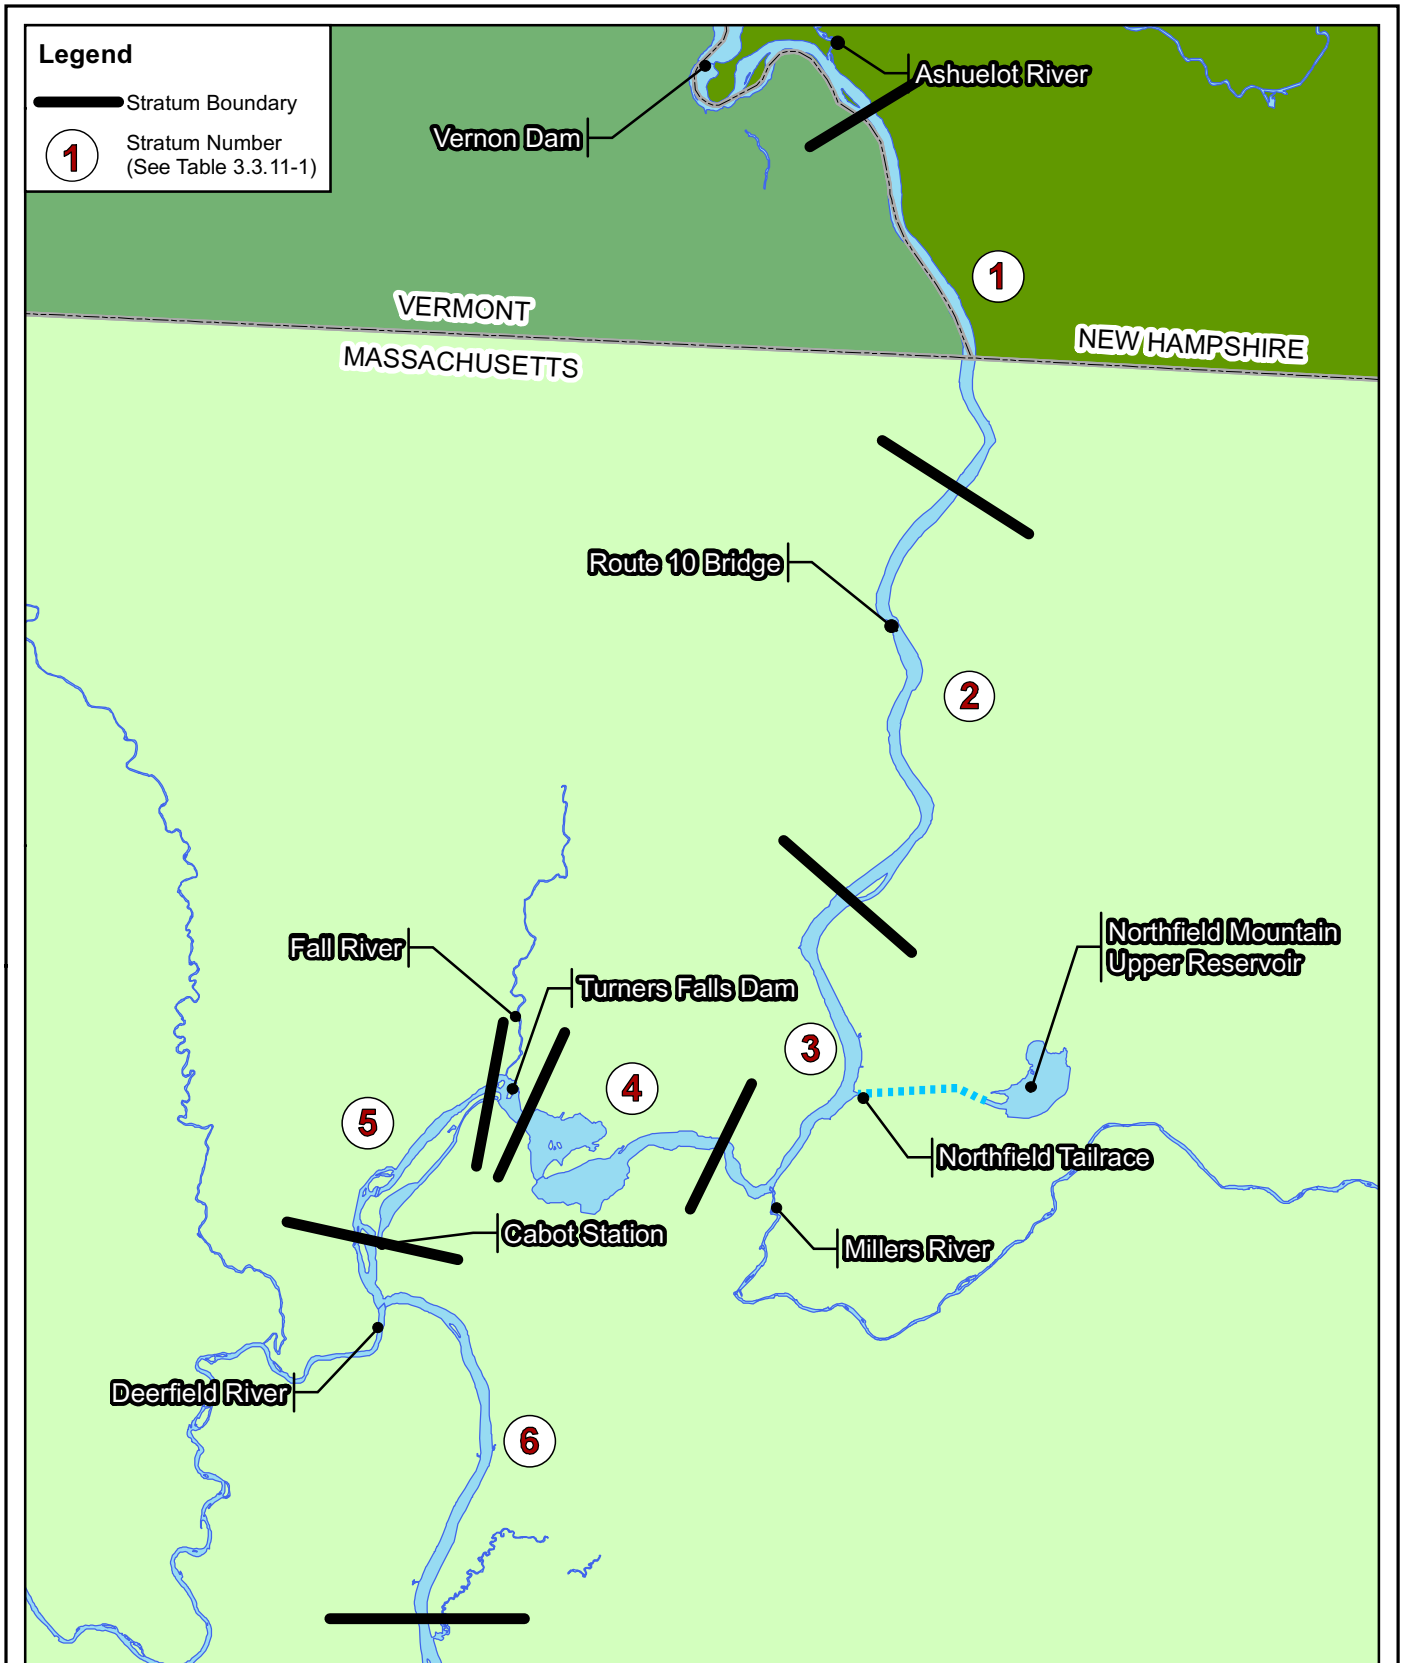 Legend
Stratum Boundary
1
Stratum Number
(See Table 3.3.11-1)
Ashuelot River
Vernon Dam
1
VERMONT
NEW HAMPSHIRE
MASSACHUSETTS
Route 10 Bridge
2
Northfield Mountain
Upper Reservoir
Fall River
Turners Falls Dam
3
4
5
Northfield Tailrace
Cabot Station
Millers River
Deerfield River
6